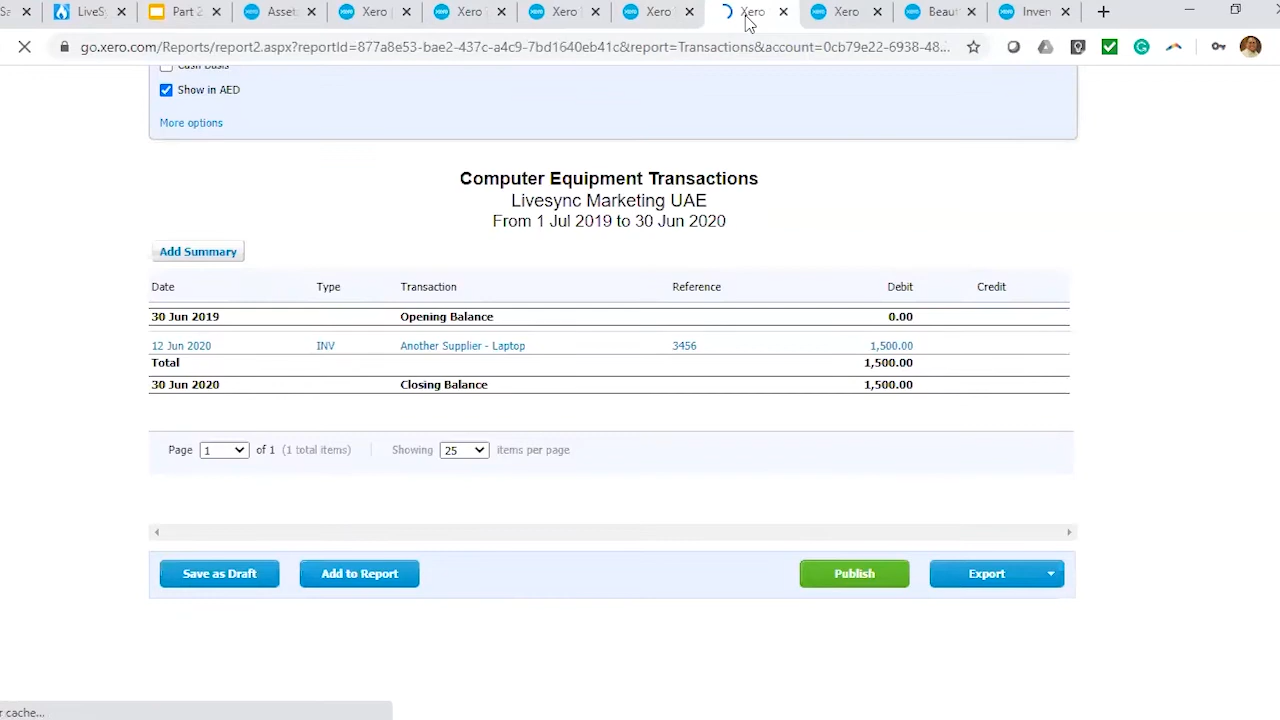 Sa
LiveS
Part 2
Asset
Xero
Xero
Xero
Xero
Xero
Xero
Beau
Inven
go.xero.com/Reports/report2.aspx?reportId=877a8e53-bae2-437c-a4c9-7bd1640eb41c&report=Transactions&account=0cb79e22-6938-48...
Cash Basis
Show in AED
More options
Computer Equipment Transactions
Livesync Marketing UAE
From 1 Jul 2019 to 30 Jun 2020
Add Summary
Date Type Transaction Reference Debit Credit
30 Jun 2019 Opening Balance 0.00
12 Jun 2020 INV Another Supplier - Laptop 3456 1,500.00
Total 1,500.00
30 Jun 2020 Closing Balance 1,500.00
Page 1 of 1 (1 total items) Showing 25 items per page
Save as Draft Add to Report Publish Export
r cache...